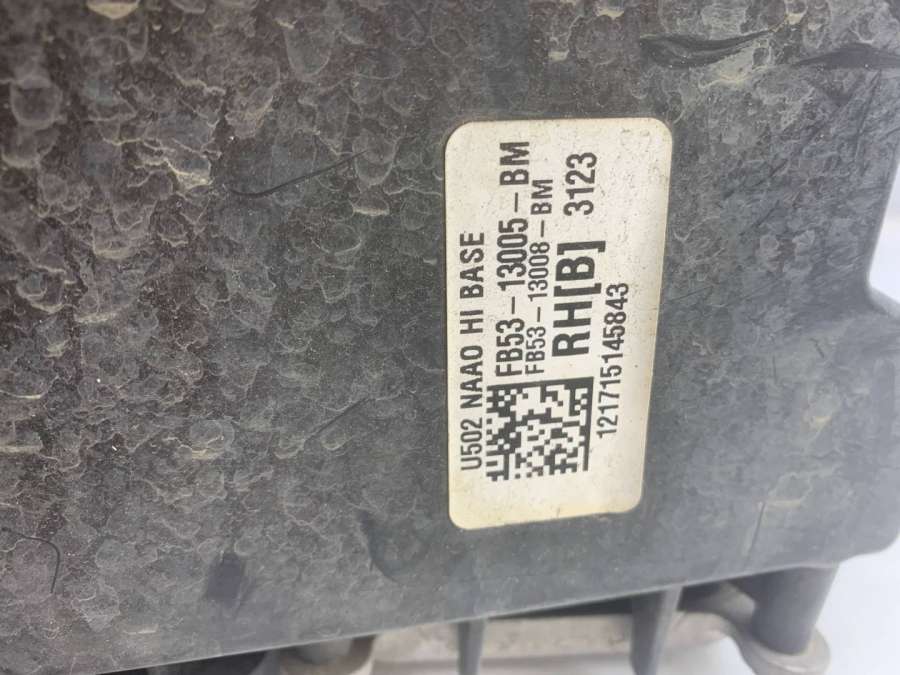 U502 NAAO HI BASE
FB53-13005-BM
FB53-13008-BM
RH[B] 3123
121715145843